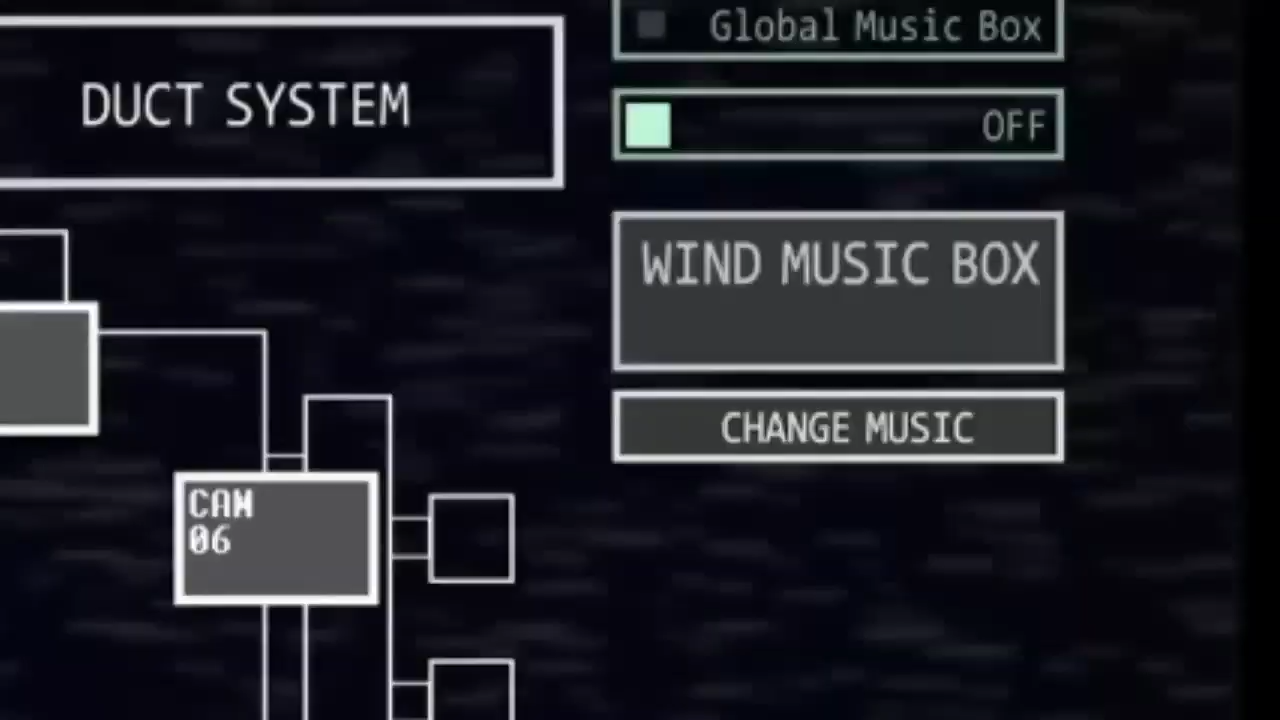 Global Music Box
DUCT SYSTEM
OFF
WIND MUSIC BOX
CHANGE MUSIC
CAM
06